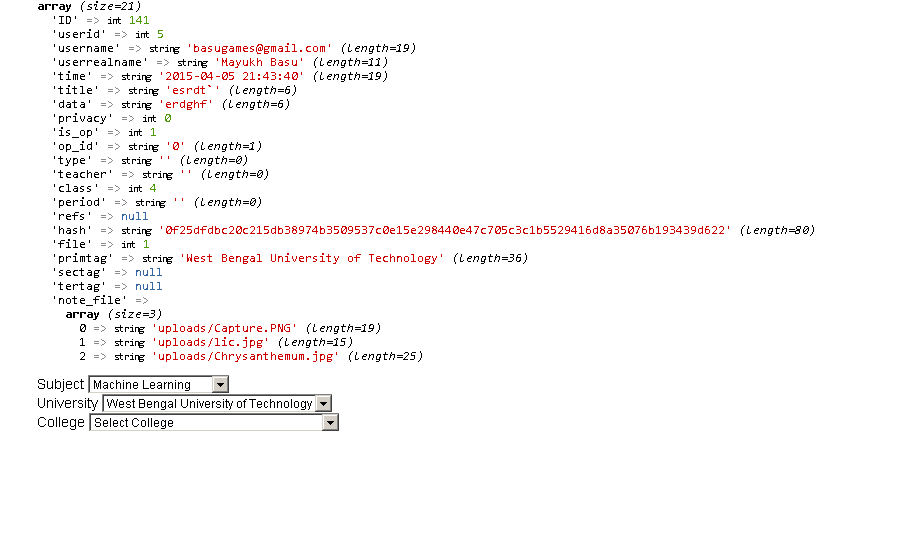 array (size=21)
'ID' => int 141
'userid' => int 5
'username' => string 'basugames@gmail.com' (length=19)
'userrealname' => string 'Mayukh Basu' (length=11)
'time' => string '2015-04-05 21:43:40' (length=19)
'title' => string 'esrdt`' (length=6)
'data' => string 'erdghf' (length=6)
'privacy' => int 0
'is_op' => int 1
'op_id' => string '0' (length=1)
'type' => string '' (length=0)
'teacher' => string '' (length=0)
'class' => int 4
'period' => string '' (length=0)
'refs' => null
'hash' => string '0f25dfdbc20c215db38974b3509537c0e15e298440e47c705c3c1b5529416d8a35076b193439d622' (length=80)
'file' => int 1
'primtag' => string 'West Bengal University of Technology' (length=36)
'sectag' => null
'tertag' => null
'note_file' =>
array (size=3)
0 => string 'uploads/Capture.PNG' (length=19)
1 => string 'uploads/lic.jpg' (length=15)
2 => string 'uploads/Chrysanthemum.jpg' (length=25)
Subject Machine Learning
University West Bengal University of Technology
College Select College